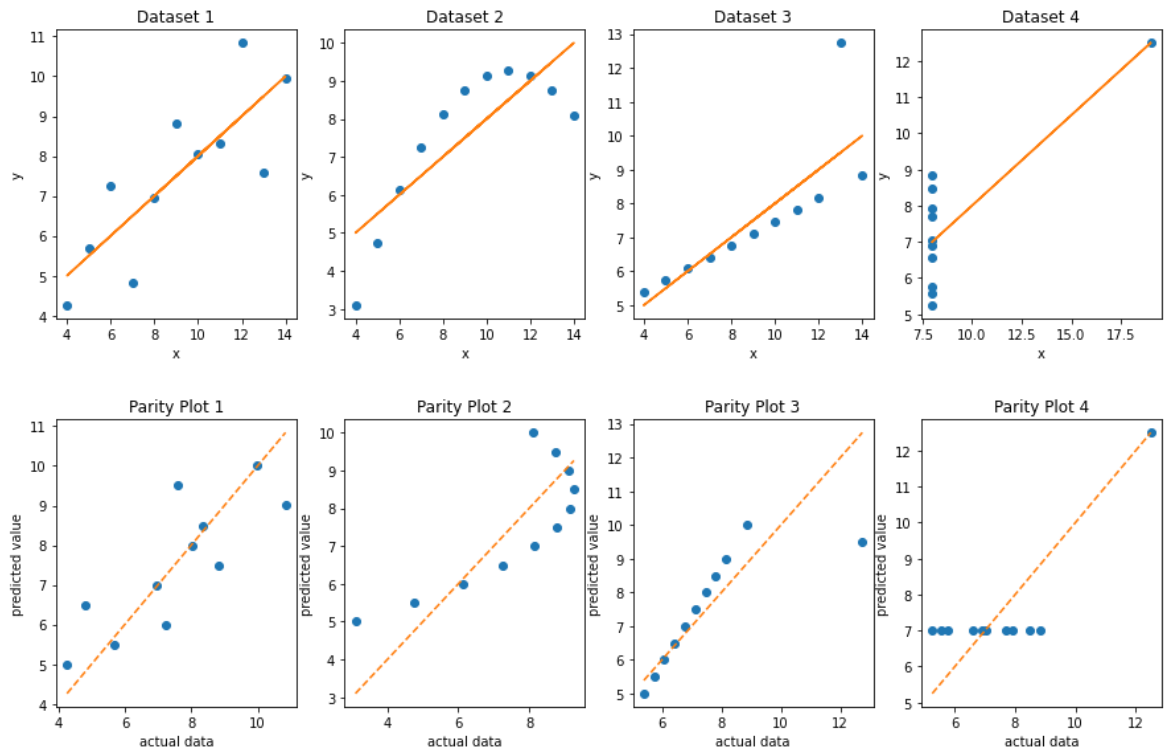 Dataset 1
11
10
9
8
7
6
5
4
y
4 6 8 10 12 14
x
Dataset 2
10
9
8
7
6
5
4
3
y
4 6 8 10 12 14
x
Dataset 3
13
12
11
10
9
8
7
6
5
y
4 6 8 10 12 14
x
Dataset 4
12
11
10
9
8
7
6
5
y
7.5 10.0 12.5 15.0 17.5
x
Parity Plot 1
11
10
9
8
7
6
5
4
predicted value
4 6 8 10
actual data
Parity Plot 2
10
9
8
7
6
5
4
3
predicted value
4 6 8
actual data
Parity Plot 3
13
12
11
10
9
8
7
6
5
predicted value
6 8 10 12
actual data
Parity Plot 4
12
11
10
9
8
7
6
5
predicted value
6 8 10 12
actual data